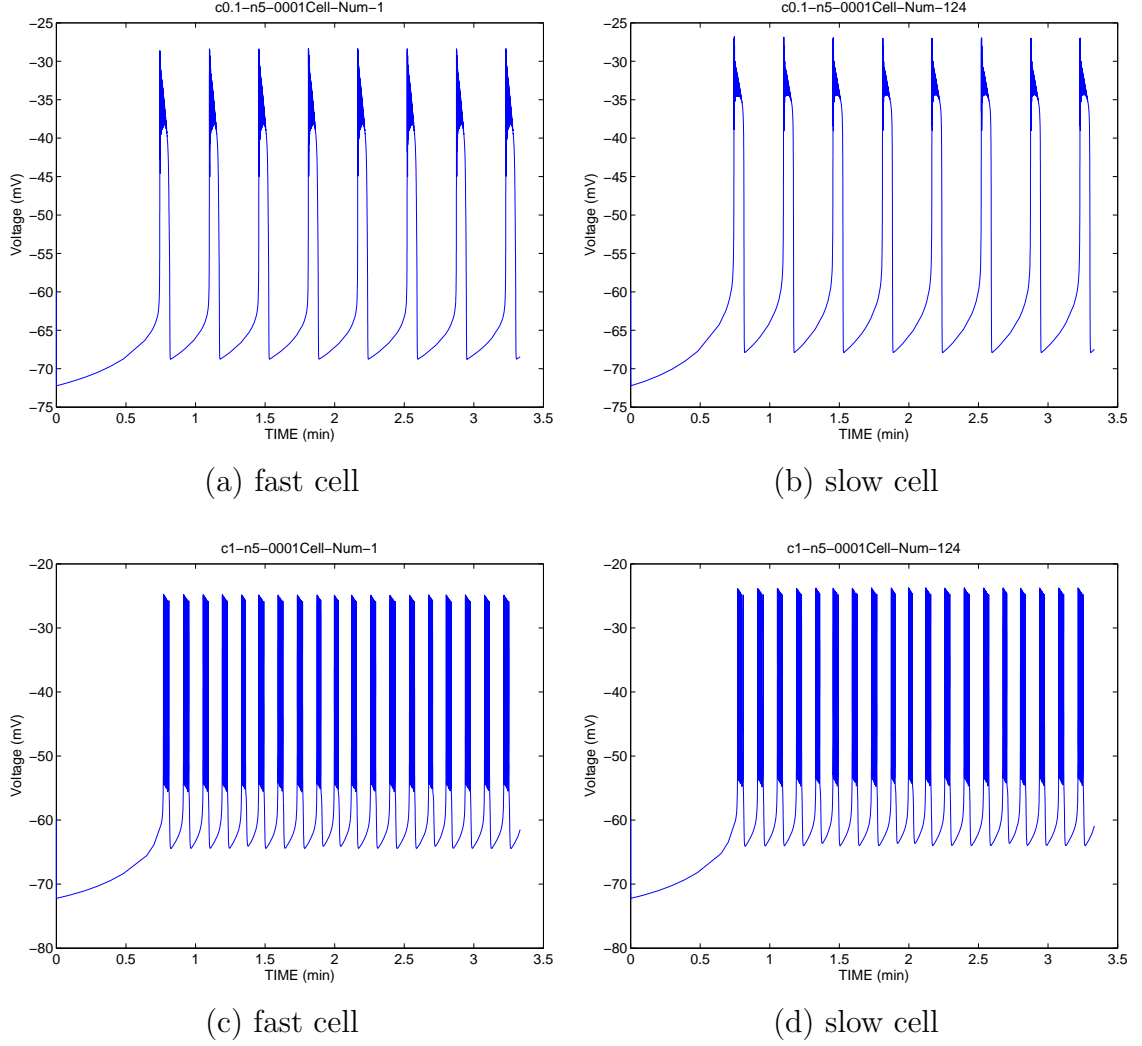 c0.1−n5−0001Cell−Num−1
−25
−30
−35
−40
−45
−50
−55
−60
−65
−70
−75
Voltage (mV)
0 0.5 1 1.5 2 2.5 3 3.5
TIME (min)
(a) fast cell
c0.1−n5−0001Cell−Num−124
−25
−30
−35
−40
−45
−50
−55
−60
−65
−70
−75
Voltage (mV)
0 0.5 1 1.5 2 2.5 3 3.5
TIME (min)
(b) slow cell
c1−n5−0001Cell−Num−1
−20
−30
−40
−50
−60
−70
−80
Voltage (mV)
0 0.5 1 1.5 2 2.5 3 3.5
TIME (min)
(c) fast cell
c1−n5−0001Cell−Num−124
−20
−30
−40
−50
−60
−70
−80
Voltage (mV)
0 0.5 1 1.5 2 2.5 3 3.5
TIME (min)
(d) slow cell